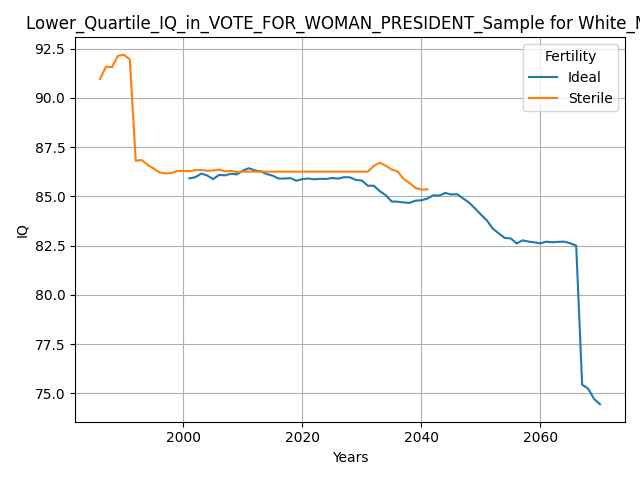 Lower_Quartile_IQ_in_VOTE_FOR_WOMAN_PRESIDENT_Sample for White_
Fertility
Ideal
Sterile
92.5
90.0
87.5
85.0
82.5
80.0
77.5
75.0
IQ
2000 2020 2040 2060
Years